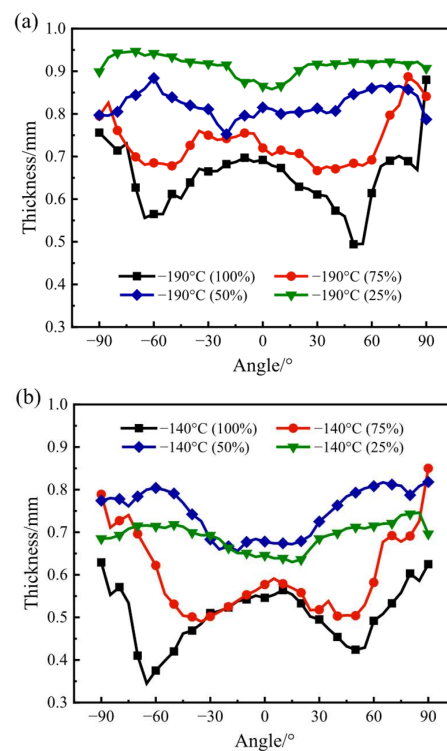 (a)
1.0
0.9
0.8
0.7
0.6
0.5
0.4
0.3
Thickness/mm
−190°C (100%) −190°C (75%)
−190°C (50%) −190°C (25%)
−90 −60 −30 0 30 60 90
Angle/°
(b)
1.0
0.9
0.8
0.7
0.6
0.5
0.4
0.3
Thickness/mm
−140°C (100%) −140°C (75%)
−140°C (50%) −140°C (25%)
−90 −60 −30 0 30 60 90
Angle/°